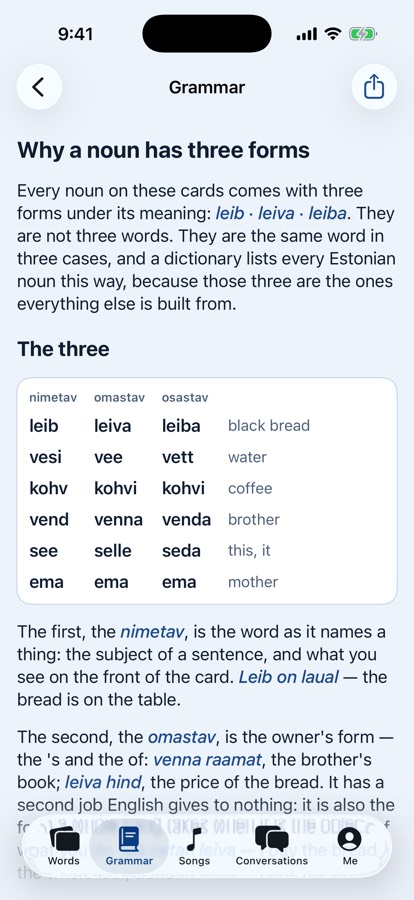 9:41
Grammar
Why a noun has three forms
Every noun on these cards comes with three
forms under its meaning: leib · leiva · leiba. They
are not three words. They are the same word in
three cases, and a dictionary lists every Estonian
noun this way, because those three are the ones
everything else is built from.
The three
nimetav omastav osastav
leib leiva leiba black bread
vesi vee vett water
kohv kohvi kohvi coffee
vend venna venda brother
see selle seda this, it
ema ema ema mother
The first, the nimetav, is the word as it names a
thing: the subject of a sentence, and what you
see on the front of the card. Leib on laual — the
bread is on the table.
The second, the omastav, is the owner's form —
the 's and the of: venna raamat, the brother's
book; leiva hind, the price of the bread. It has a
second job English gives to nothing: it is also the
Words Grammar Songs Conversations Me